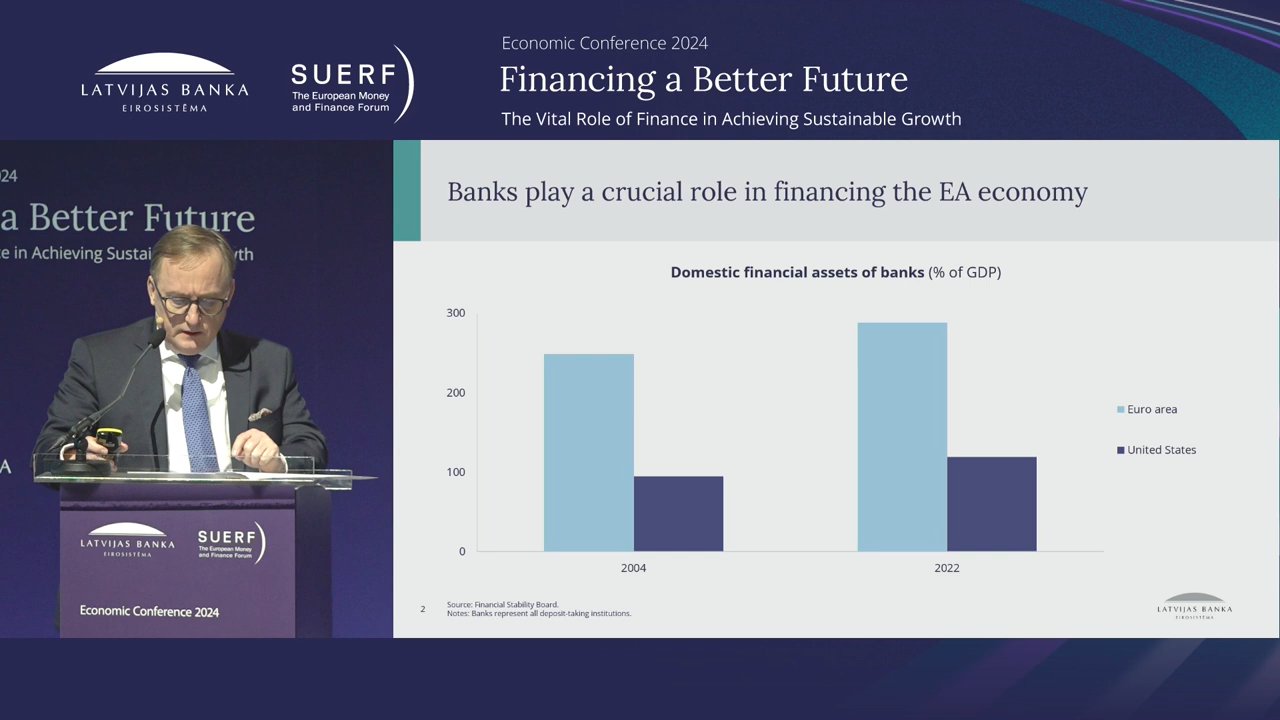 LATVIJAS BANKA
EIROSISTĒMA
SUERF
The European Money
and Finance Forum
Economic Conference 2024
Financing a Better Future
The Vital Role of Finance in Achieving Sustainable Growth
024
a Better Future
ce in Achieving Sustai
wth
A
LATVIJAS BANKA
EIROSISTĒMA
SUERF
The European Money
and Finance Forum
Economic Conference 2024
Banks play a crucial role in financing the EA economy
Domestic financial assets of banks (% of GDP)
300
200
100
0
2004
2022
Euro area
United States
2
Source: Financial Stability Board.
Notes: Banks represent all deposit-taking institutions.
LATVIJAS BANKA
EIROSISTĒMA